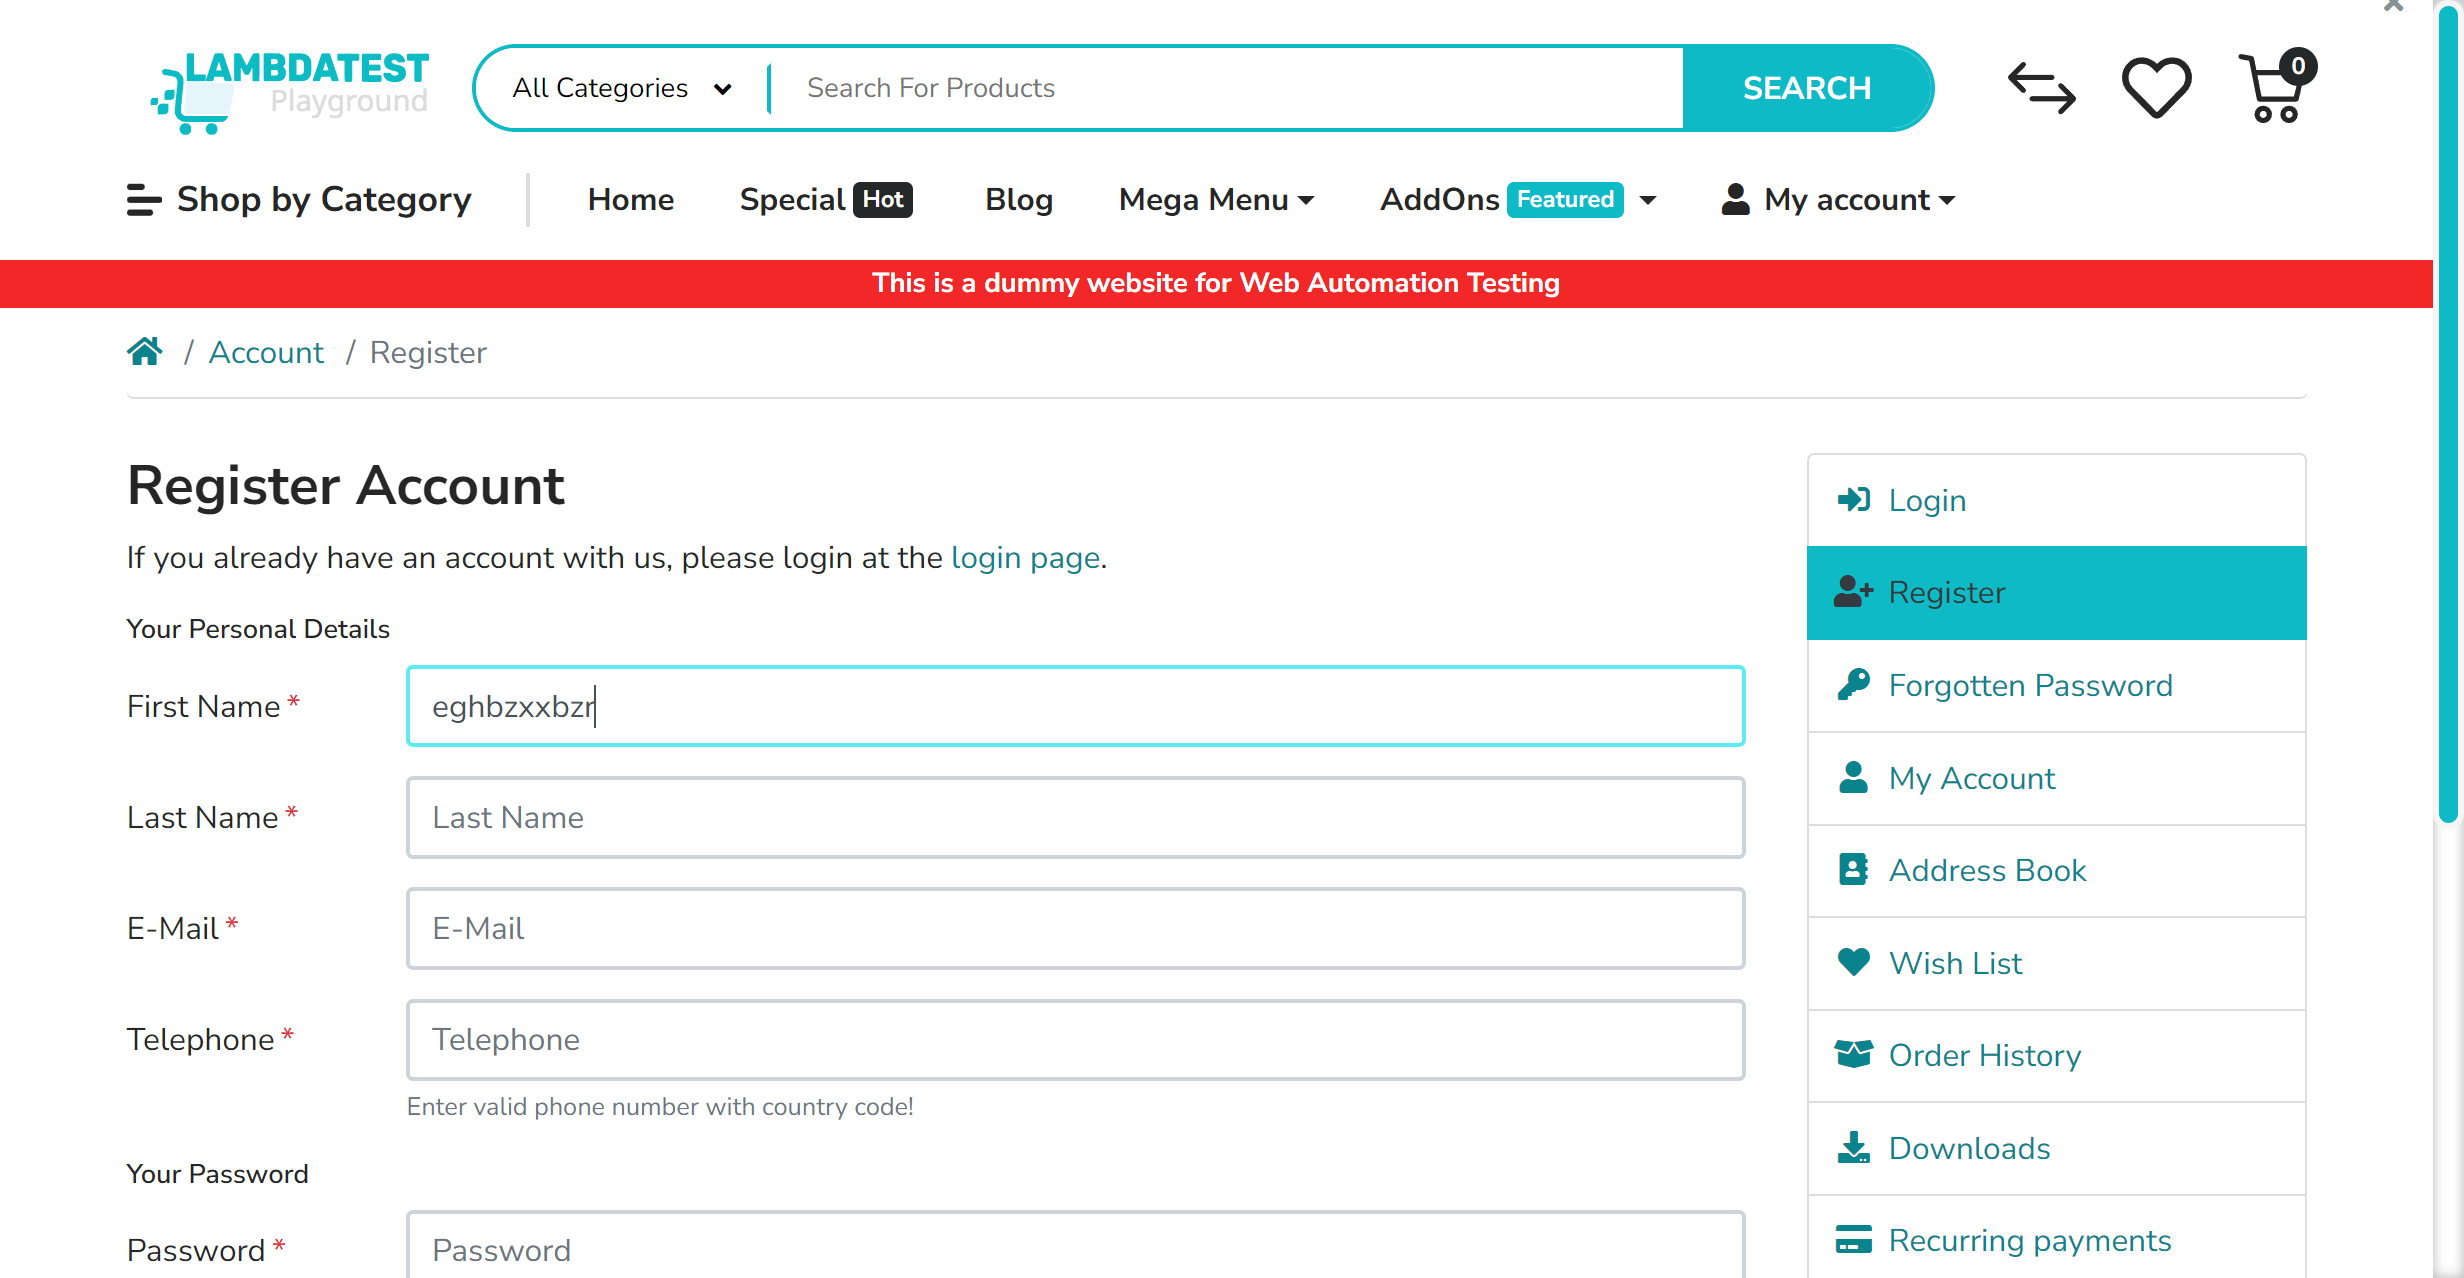 LAMBDATEST
Playground
All Categories
Search For Products
SEARCH
0
Shop by Category
Home
Special Hot
Blog
Mega Menu
AddOns Featured
My account
This is a dummy website for Web Automation Testing
/ Account / Register
Register Account
If you already have an account with us, please login at the login page.
Your Personal Details
First Name *
eghbzxxbzr
Last Name *
Last Name
E-Mail *
E-Mail
Telephone *
Telephone
Enter valid phone number with country code!
Your Password
Password *
Password
Login
Register
Forgotten Password
My Account
Address Book
Wish List
Order History
Downloads
Recurring payments